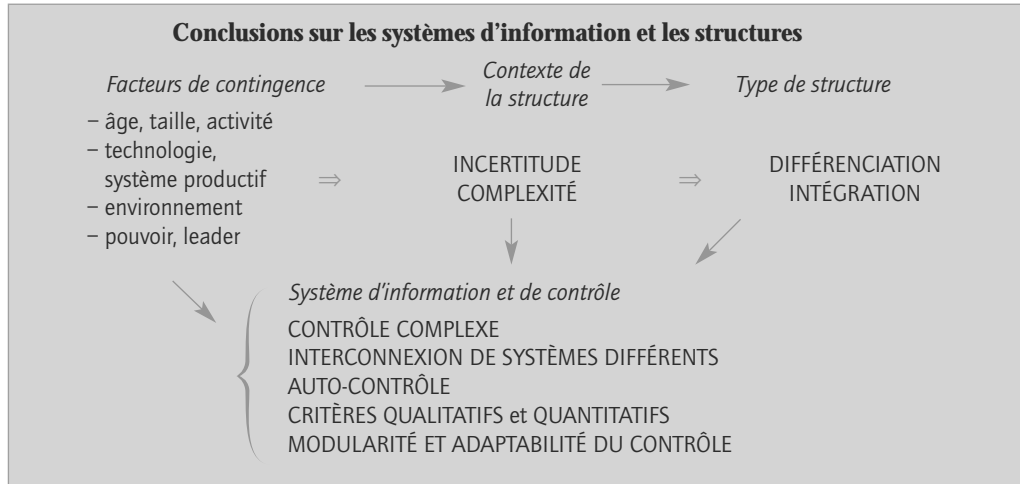 Conclusions sur les systèmes d'information et les structures
Facteurs de contingence
Contexte de
la structure
Type de structure
– âge, taille, activité
– technologie,
système productif
– environnement
– pouvoir, leader
⇒
INCERTITUDE
COMPLEXITÉ
⇒
DIFFÉRENCIATION
INTÉGRATION
Système d'information et de contrôle
CONTRÔLE COMPLEXE
INTERCONNEXION DE SYSTÈMES DIFFÉRENTS
AUTO-CONTRÔLE
CRITÈRES QUALITATIFS et QUANTITATIFS
MODULARITÉ ET ADAPTABILITÉ DU CONTRÔLE